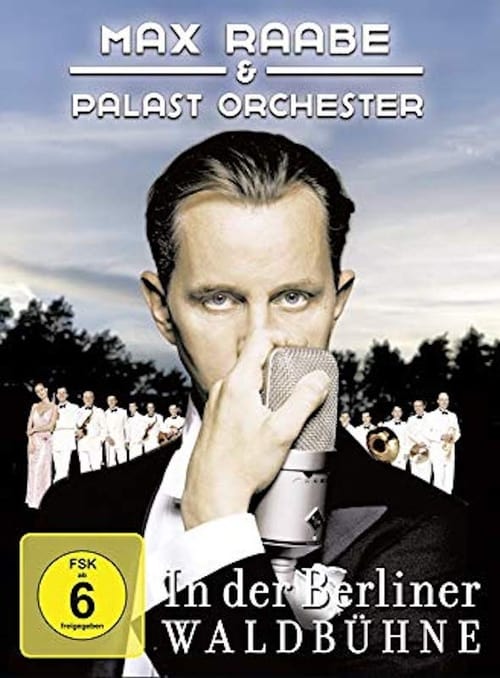 MAX RAABE
&
PALAST ORCHESTER
FSK
ab
6
freigegeben
In der Berliner
WALDBÜHNE